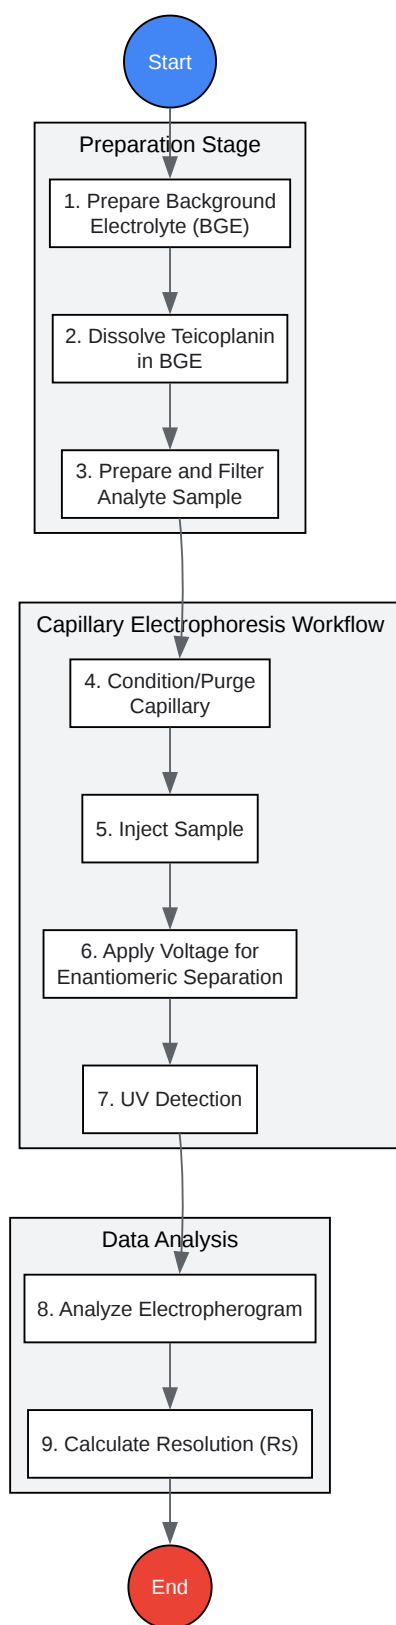 Start
Preparation Stage
1. Prepare Background
Electrolyte (BGE)
2. Dissolve Teicoplanin
in BGE
3. Prepare and Filter
Analyte Sample
Capillary Electrophoresis Workflow
4. Condition/Purge
Capillary
5. Inject Sample
6. Apply Voltage for
Enantiomeric Separation
7. UV Detection
Data Analysis
8. Analyze Electropherogram
9. Calculate Resolution (Rs)
End